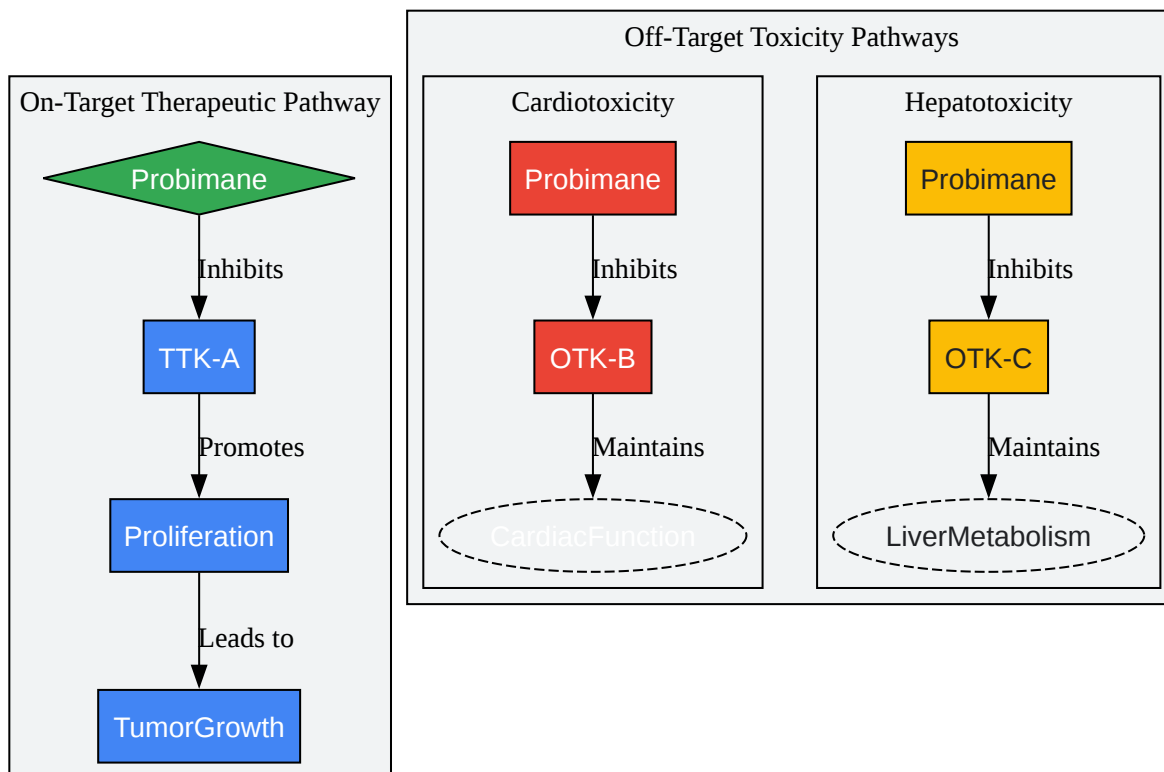 On-Target Therapeutic Pathway
Probimane
Inhibits
TTK-A
Promotes
Proliferation
Leads to
TumorGrowth
Off-Target Toxicity Pathways
Cardiotoxicity
Probimane
Inhibits
OTK-B
Maintains
CardiacFunction
Hepatotoxicity
Probimane
Inhibits
OTK-C
Maintains
LiverMetabolism